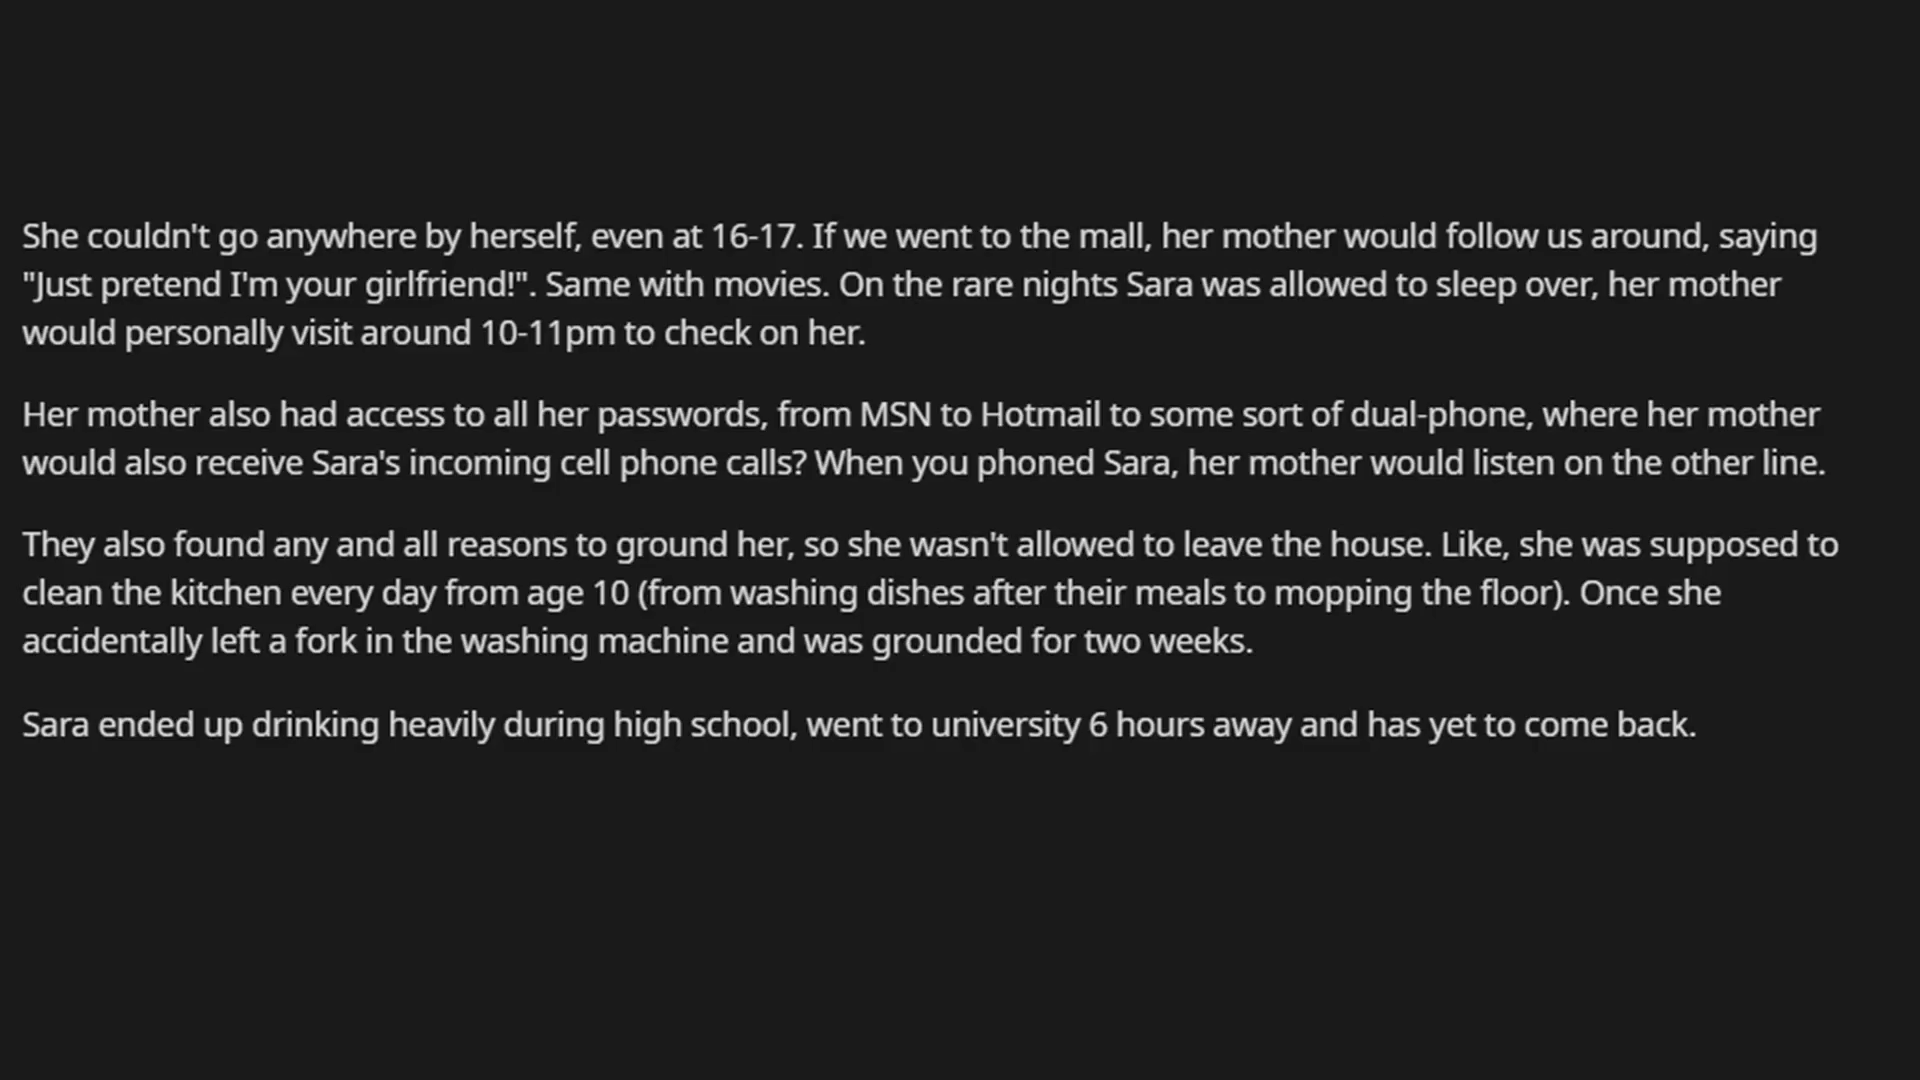 She couldn't go anywhere by herself, even at 16-17. If we went to the mall, her mother would follow us around, saying
"Just pretend I'm your girlfriend!". Same with movies. On the rare nights Sara was allowed to sleep over, her mother
would personally visit around 10-11pm to check on her.
Her mother also had access to all her passwords, from MSN to Hotmail to some sort of dual-phone, where her mother
would also receive Sara's incoming cell phone calls? When you phoned Sara, her mother would listen on the other line.
They also found any and all reasons to ground her, so she wasn't allowed to leave the house. Like, she was supposed to
clean the kitchen every day from age 10 (from washing dishes after their meals to mopping the floor). Once she
accidentally left a fork in the washing machine and was grounded for two weeks.
Sara ended up drinking heavily during high school, went to university 6 hours away and has yet to come back.